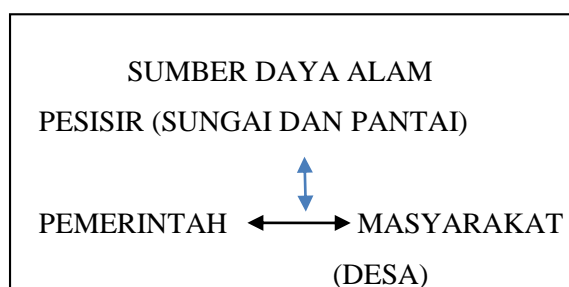 SUMBER DAYA ALAM
PESISIR (SUNGAI DAN PANTAI)
PEMERINTAH MASYARAKAT
(DESA)